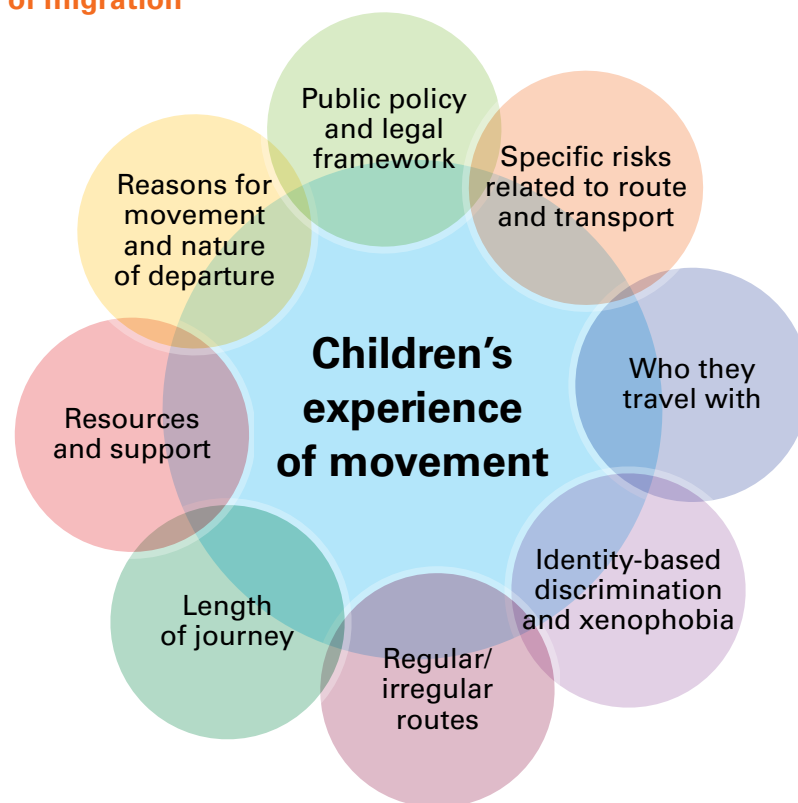 of migration
Public policy
and legal
framework
Specific risks
related to route
and transport
Reasons for
movement
and nature
of departure
Children’s
experience
of movement
Who they
travel with
Resources
and support
Identity-based
discrimination
and xenophobia
Length
of journey
Regular/
irregular
routes